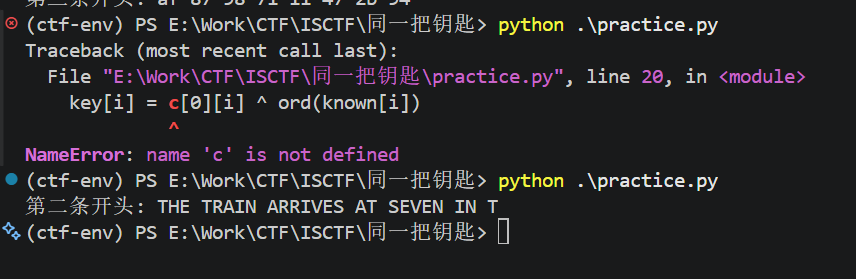 (ctf-env) PS E:\Work\CTF\ISCTF\同一把钥匙> python .\practice.py
Traceback (most recent call last):
  File "E:\Work\CTF\ISCTF\同一把钥匙\practice.py", line 20, in <module>
    key[i] = c[0][i] ^ ord(known[i])
             ^
NameError: name 'c' is not defined
(ctf-env) PS E:\Work\CTF\ISCTF\同一把钥匙> python .\practice.py
第二条开头: THE TRAIN ARRIVES AT SEVEN IN T
(ctf-env) PS E:\Work\CTF\ISCTF\同一把钥匙>